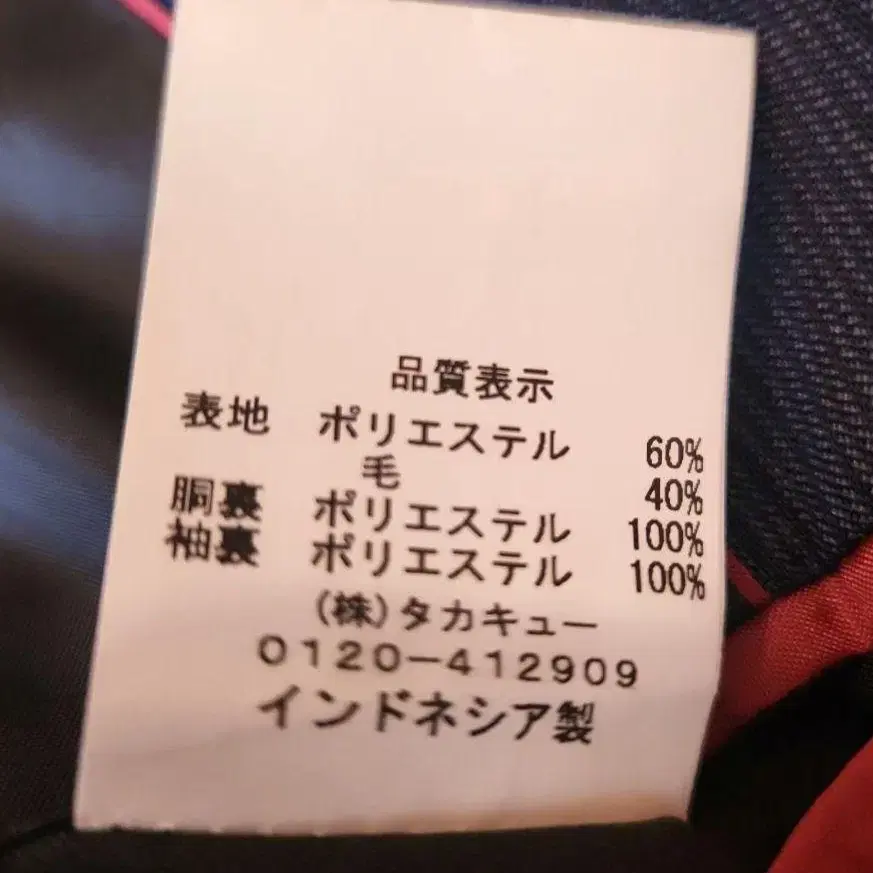 品質表示
表地 ポリエステル 60%
毛 40%
胴裏 ポリエステル 100%
袖裏 ポリエステル 100%
(株)タカキュー
0120-412909
インドネシア製